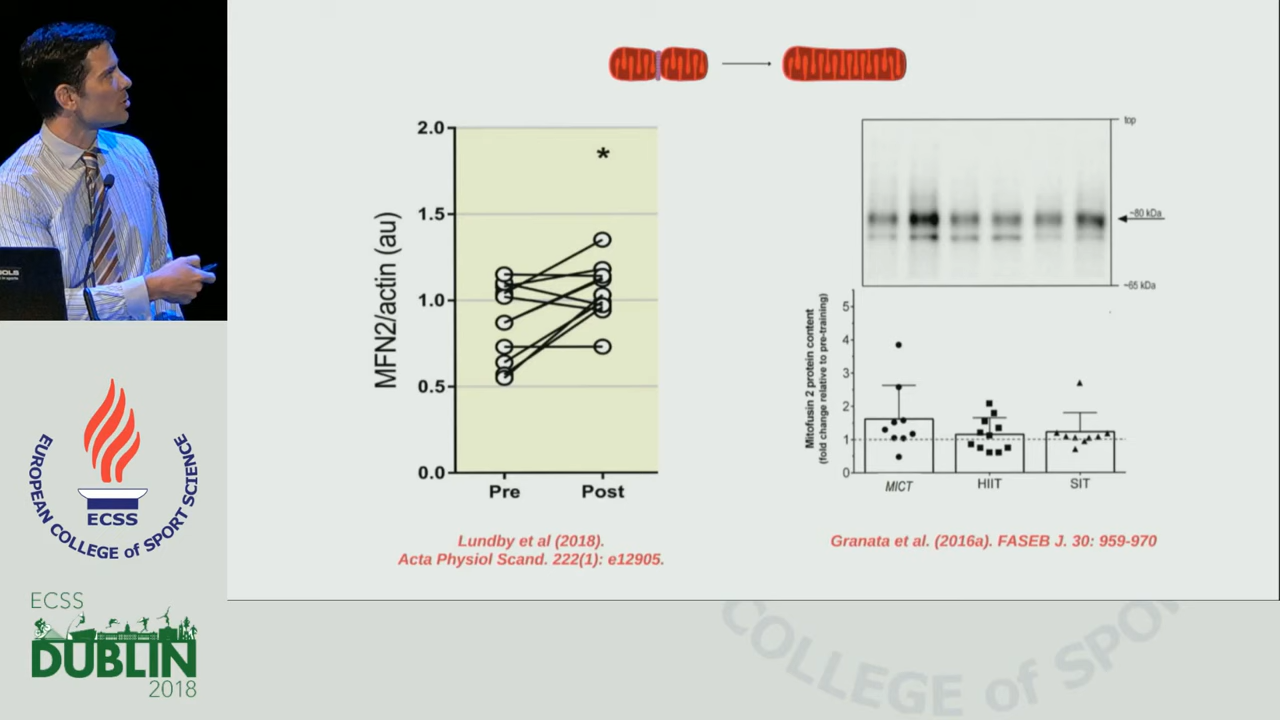 2.0
1.5
1.0
0.5
0.0
MFN2/actin (au)
*
Pre
Post
Lundby et al (2018).
Acta Physiol Scand. 222(1): e12905.
top
~80 kDa
~65 kDa
Mitofusin 2 protein content
(fold change relative to pre-training)
5
4
3
2
1
0
MICT
HIIT
SIT
Granata et al. (2016a). FASEB J. 30: 959-970
EUROPEAN COLLEGE of SPORT SCIENCE
ECSS
ECSS
DUBLIN
2018
COLLEGE of SPOR